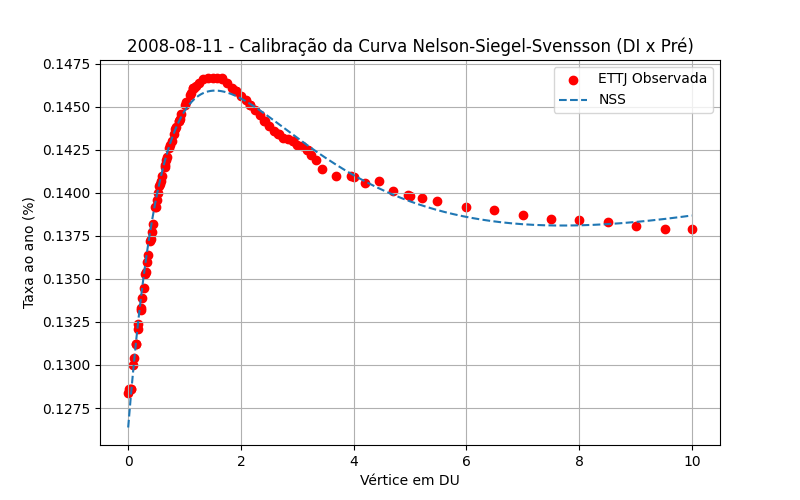 2008-08-11 - Calibração da Curva Nelson-Siegel-Svensson (DI x Pré)
ETTJ Observada
NSS
Taxa ao ano (%)
0.1475
0.1450
0.1425
0.1400
0.1375
0.1350
0.1325
0.1300
0.1275
0 2 4 6 8 10
Vértice em DU